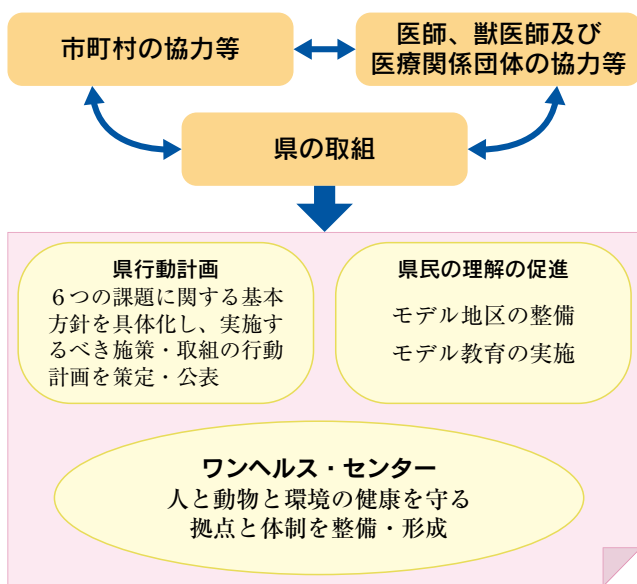 市町村の協力等
医師、獣医師及び
医療関係団体の協力等
県の取組
県行動計画
6つの課題に関する基本
方針を具体化し、実施す
るべき施策・取組の行動
計画を策定・公表
県民の理解の促進
モデル地区の整備
モデル教育の実施
ワンヘルス・センター
人と動物と環境の健康を守る
拠点と体制を整備・形成